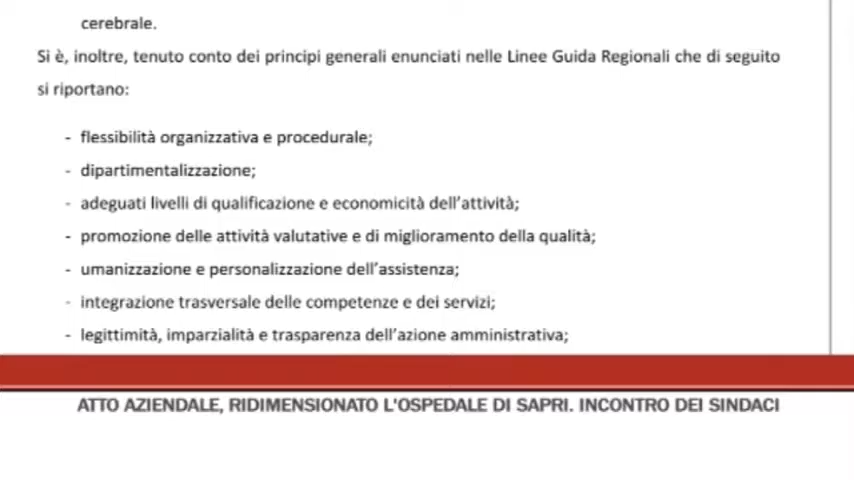 cerebrale.
Si è, inoltre, tenuto conto dei principi generali enunciati nelle Linee Guida Regionali che di seguito
si riportano:
- flessibilità organizzativa e procedurale;
- dipartimentalizzazione;
- adeguati livelli di qualificazione e economicità dell'attività;
- promozione delle attività valutative e di miglioramento della qualità;
- umanizzazione e personalizzazione dell'assistenza;
- integrazione trasversale delle competenze e dei servizi;
- legittimità, imparzialità e trasparenza dell'azione amministrativa;
ATTO AZIENDALE, RIDIMENSIONATO L'OSPEDALE DI SAPRI. INCONTRO DEI SINDACI